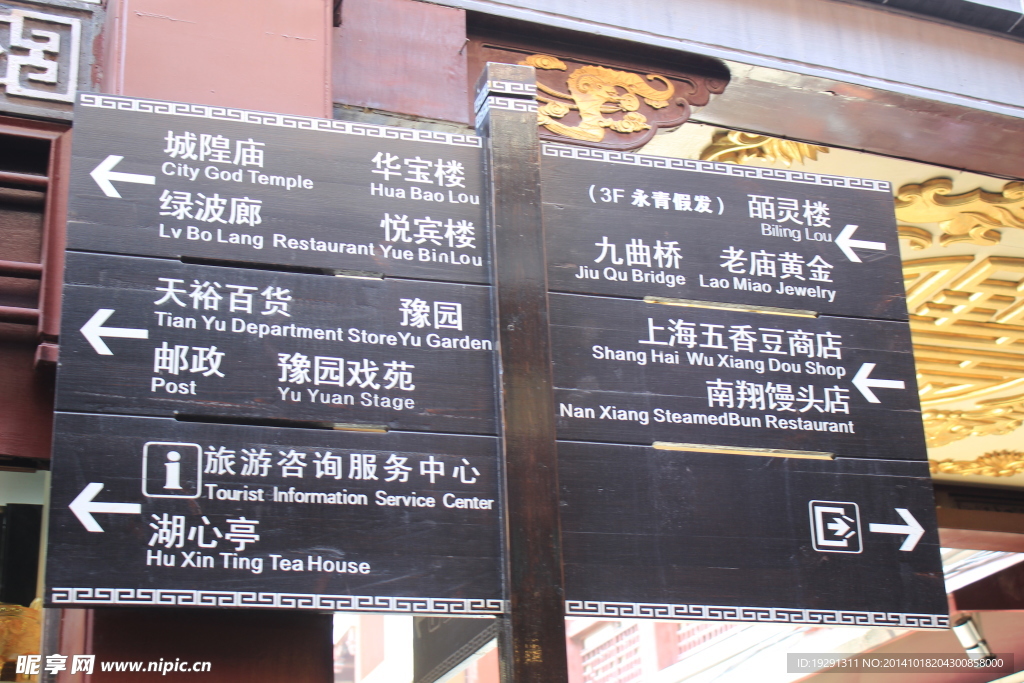 城隍庙 华宝楼
City God Temple Hua Bao Lou
绿波廊 悦宾楼
Lv Bo Lang Restaurant Yue BinLou
天裕百货 豫园
Tian Yu Department Store Yu Garden
邮政 豫园戏苑
Post Yu Yuan Stage
i 旅游咨询服务中心
Tourist Information Service Center
湖心亭
Hu Xin Ting Tea House
（3F 永青假发） 皕灵楼
Biling Lou
九曲桥 老庙黄金
Jiu Qu Bridge Lao Miao Jewelry
上海五香豆商店
Shang Hai Wu Xiang Dou Shop
南翔馒头店
Nan Xiang SteamedBun Restaurant
昵享网 www.nipic.cn
ID:19291311 NO:20141018204300858000